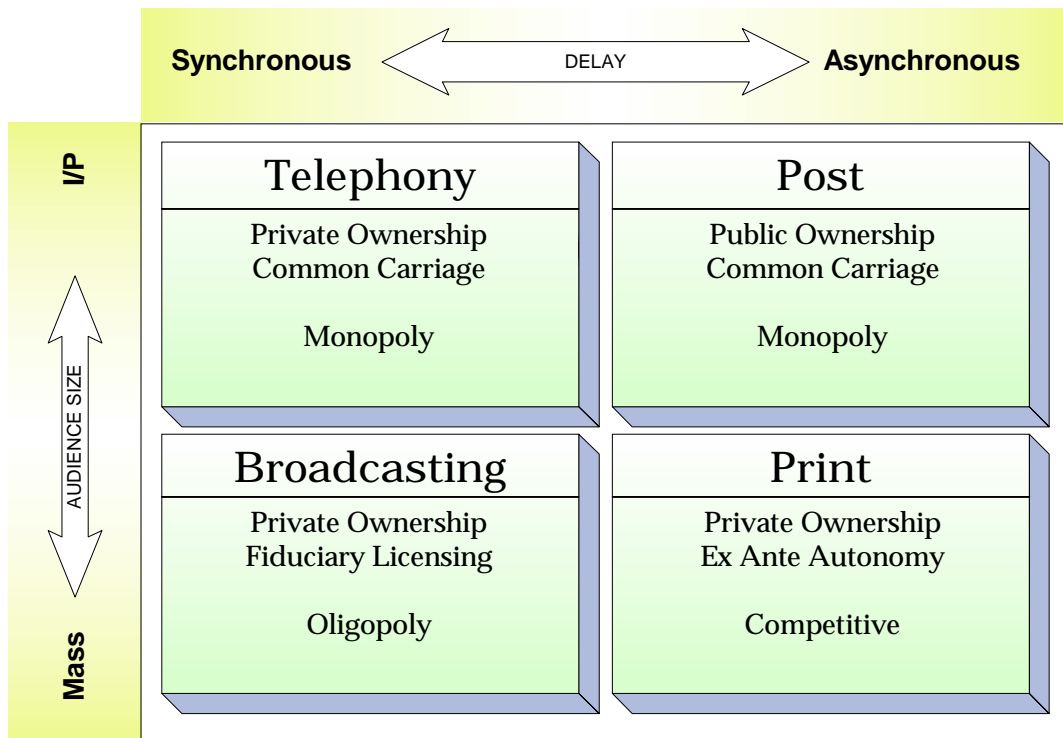 Synchronous
DELAY
Asynchronous
I/P
AUDIENCE SIZE
Mass
Telephony
Private Ownership
Common Carriage
Monopoly
Post
Public Ownership
Common Carriage
Monopoly
Broadcasting
Private Ownership
Fiduciary Licensing
Oligopoly
Print
Private Ownership
Ex Ante Autonomy
Competitive